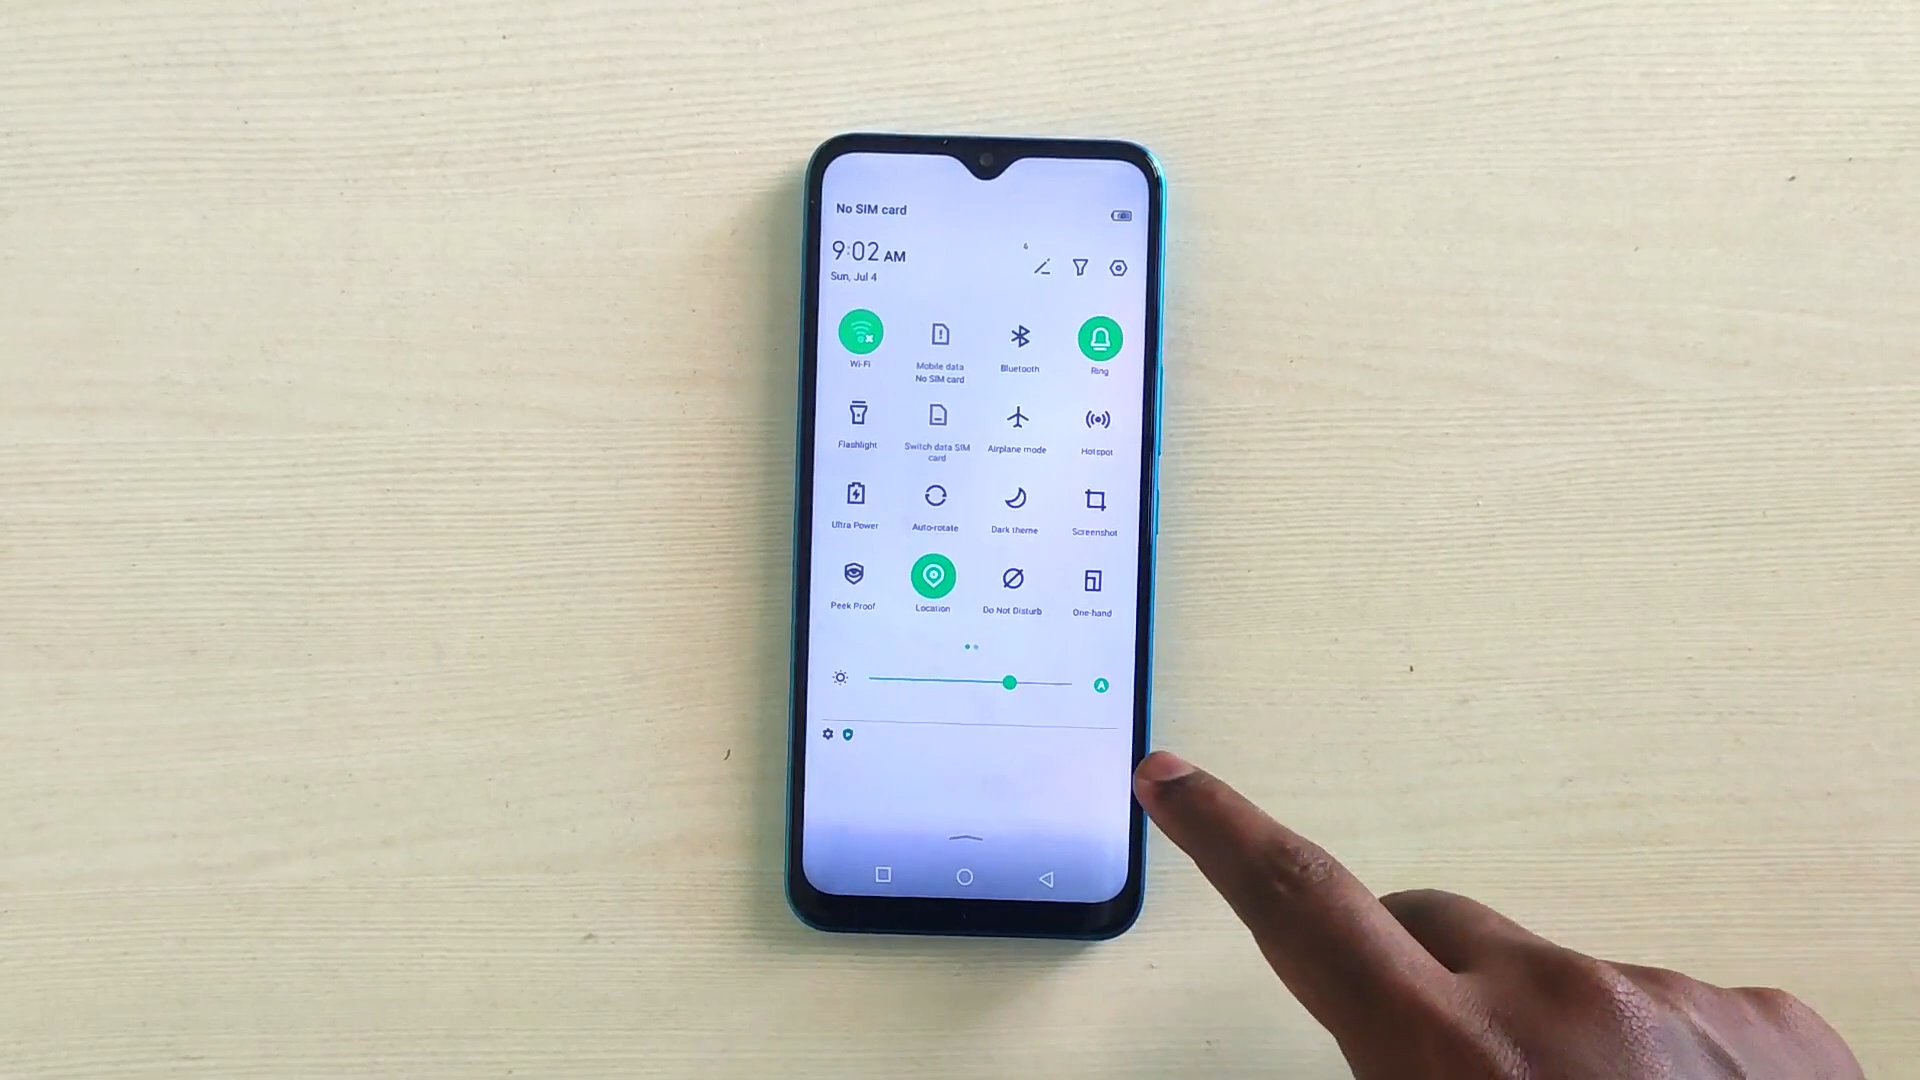 No SIM card
9:02 AM
Sun, Jul 4
Wi-Fi
Mobile data
No SIM card
Bluetooth
Ring
Flashlight
Switch data SIM
card
Airplane mode
Hotspot
Ultra Power
Auto-rotate
Dark theme
Screenshot
Peek Proof
Location
Do Not Disturb
One-hand
A